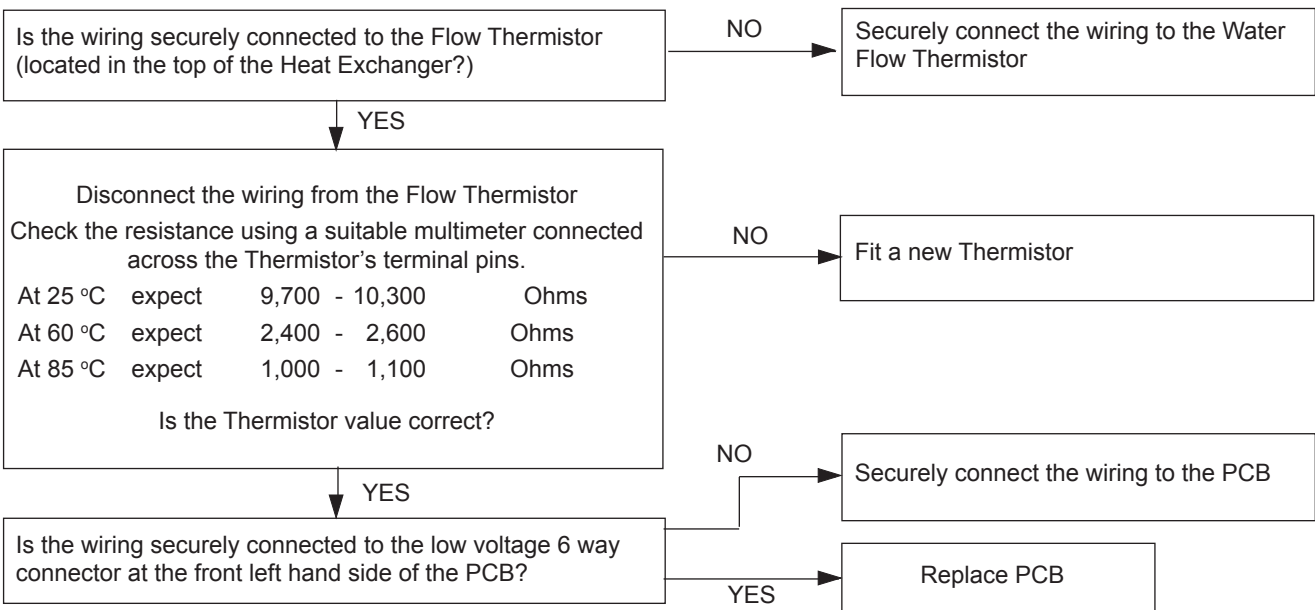 Is the wiring securely connected to the Flow Thermistor
(located in the top of the Heat Exchanger?)
NO
Securely connect the wiring to the Water
Flow Thermistor
YES
Disconnect the wiring from the Flow Thermistor
Check the resistance using a suitable multimeter connected
across the Thermistor's terminal pins.
At 25 °C expect 9,700 - 10,300 Ohms
At 60 °C expect 2,400 - 2,600 Ohms
At 85 °C expect 1,000 - 1,100 Ohms
Is the Thermistor value correct?
NO
Fit a new Thermistor
YES
Is the wiring securely connected to the low voltage 6 way
connector at the front left hand side of the PCB?
NO
Securely connect the wiring to the PCB
YES
Replace PCB